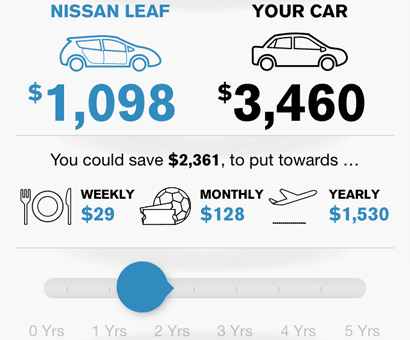 NISSAN LEAF YOUR CAR
$1,098 $3,460
You could save $2,361, to put towards ...
WEEKLY MONTHLY YEARLY
$29 $128 $1,530
0 Yrs 1 Yrs 2 Yrs 3 Yrs 4 Yrs 5 Yrs